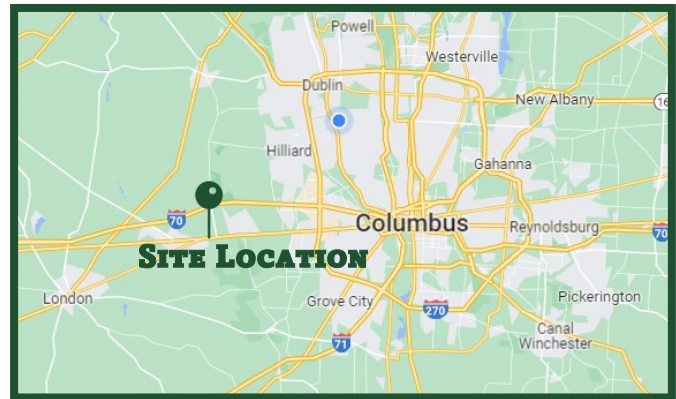 Powell
Westerville
Dublin
New Albany
16
Hilliard
Gahanna
70
Columbus
Reynoldsburg
70
SITE LOCATION
London
Grove City
270
Pickerington
71
Canal
Winchester